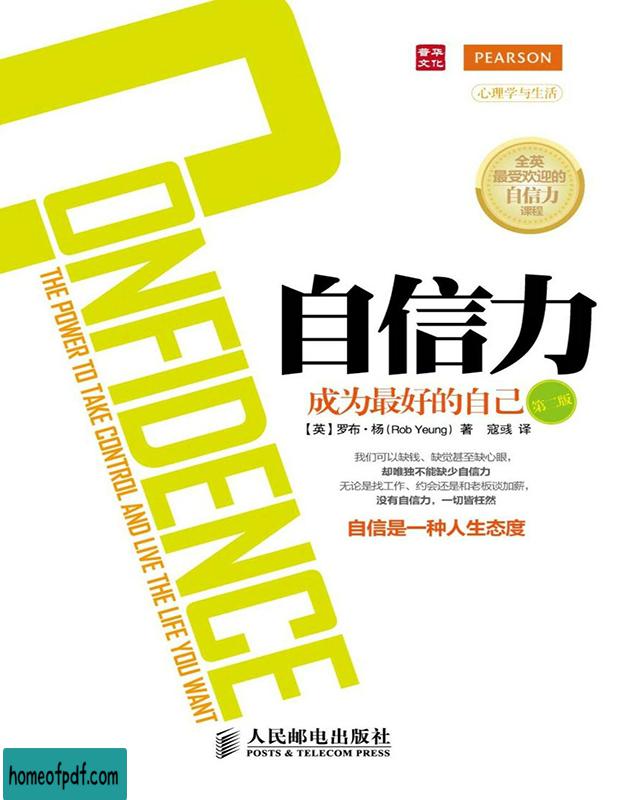 普华
文化
PEARSON
心理学与生活
全英
最受欢迎的
自信力
课程
CONFIDENCE
THE POWER TO TAKE CONTROL AND LIVE THE LIFE YOU WANT
自信力
成为最好的自己 第二版
【英】罗布·杨(Rob Yeung) 著 寇彧 译
我们可以缺钱、缺觉甚至缺心眼,
却唯独不能缺少自信力
无论是找工作、约会还是和老板谈加薪,
没有自信力,一切皆枉然
自信是一种人生态度
人民邮电出版社
POSTS & TELECOM PRESS
homeofpdf.com